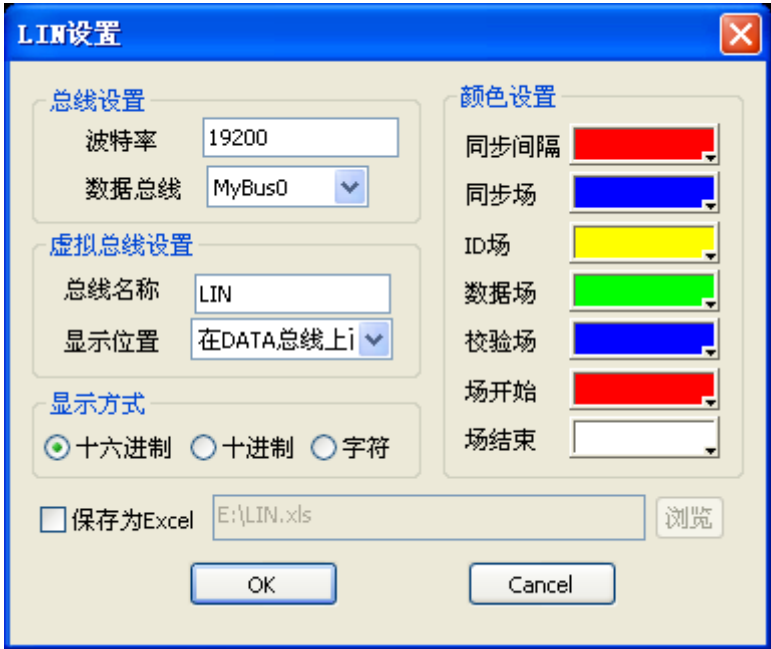 LIN设置
总线设置
波特率 19200
数据总线 MyBus0
虚拟总线设置
总线名称 LIN
显示位置 在DATA总线上
显示方式
十六进制 十进制 字符
颜色设置
同步间隔
同步场
ID场
数据场
校验场
场开始
场结束
保存为Excel E:\LIN.xls 浏览
OK Cancel